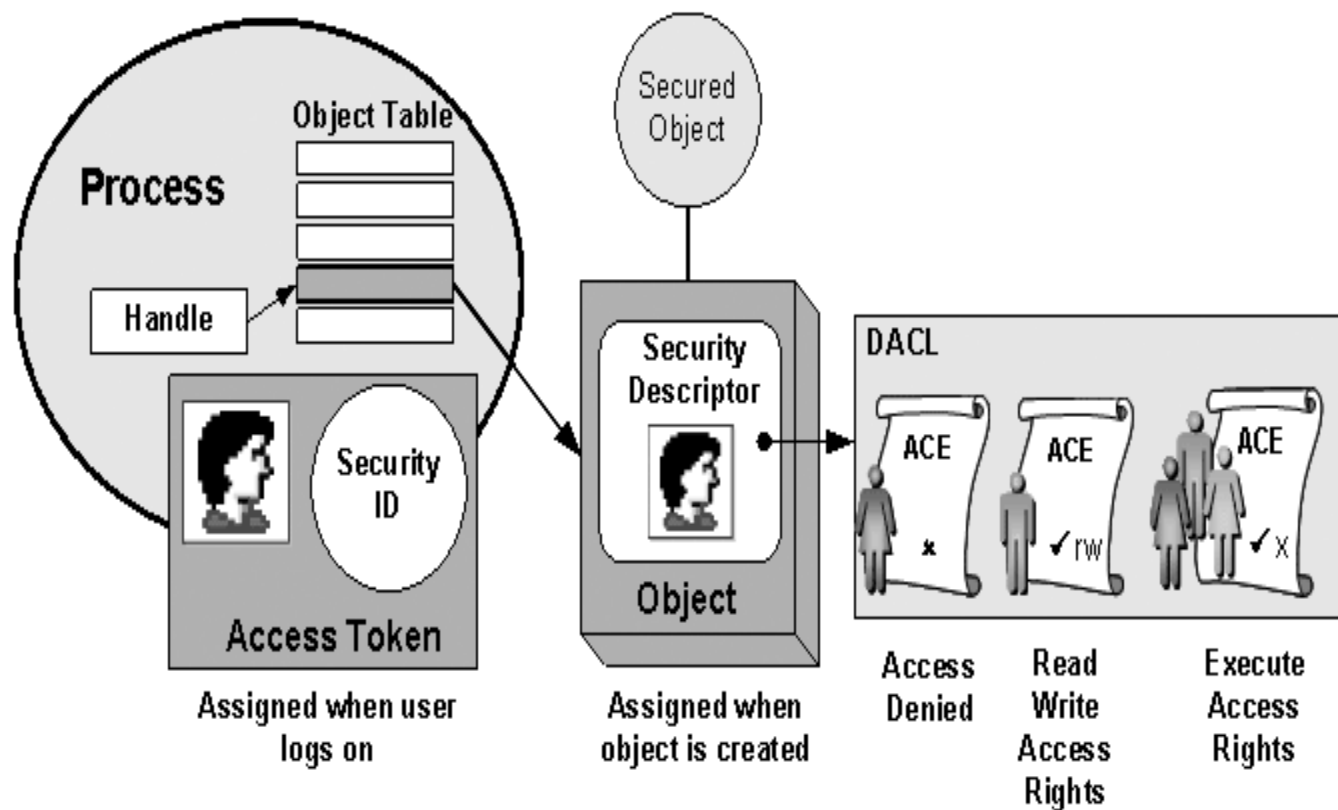 Process
Object Table
Handle
Security
ID
Access Token
Assigned when user
logs on
Secured
Object
Security
Descriptor
Object
Assigned when
object is created
DACL
ACE
x
ACE
✓ rw
ACE
✓ x
Access
Denied
Read
Write
Access
Rights
Execute
Access
Rights